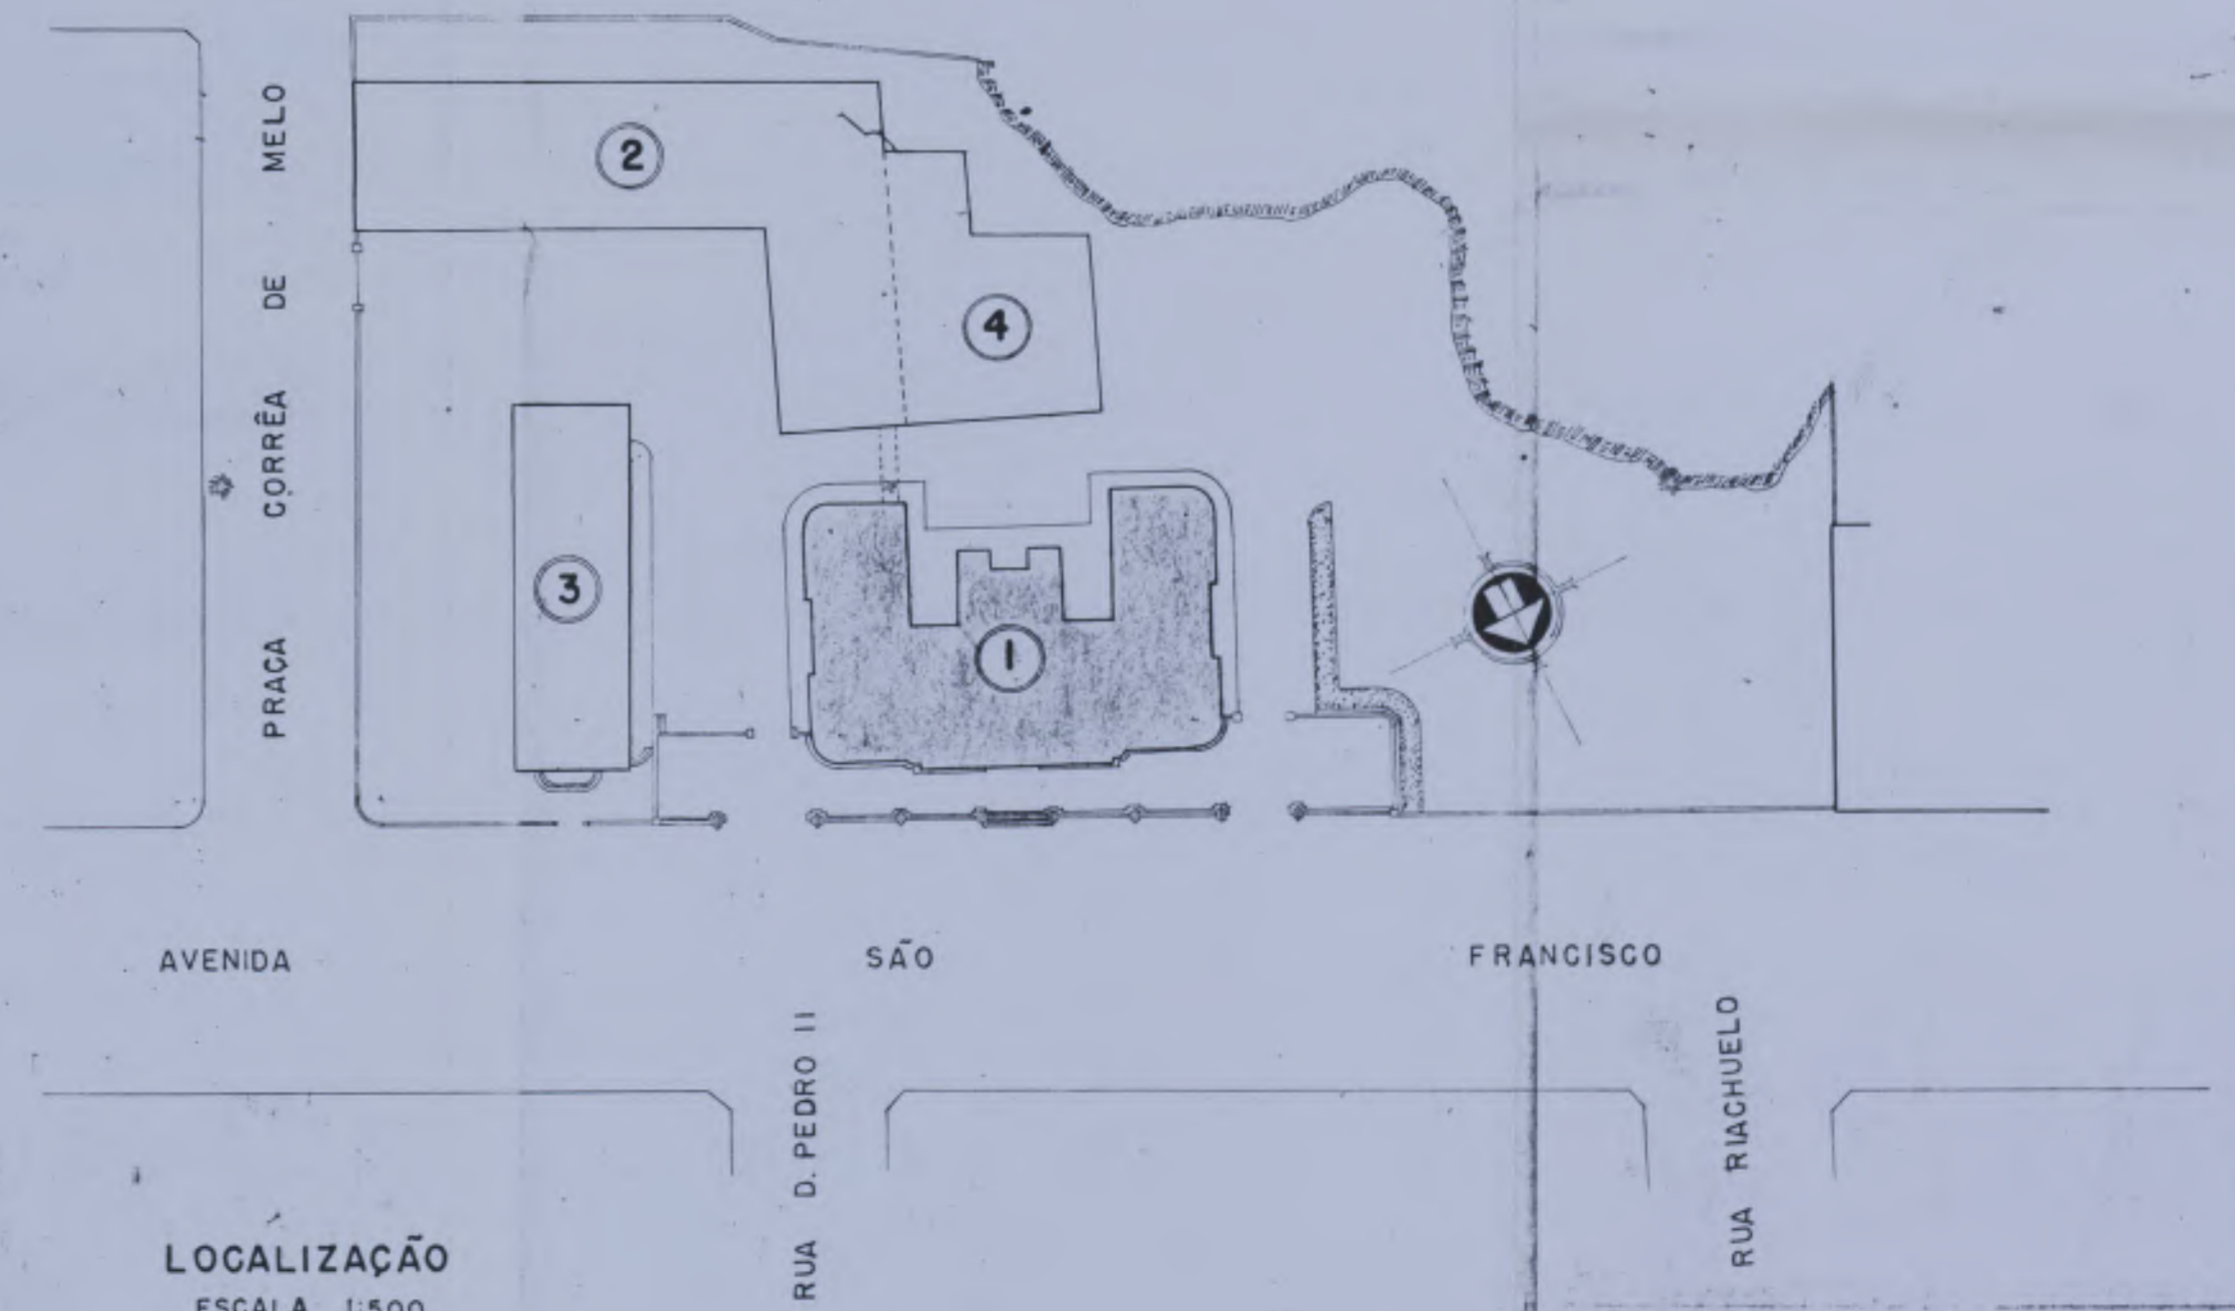 PRAÇA CORRÊA DE MELO
2
4
3
1
AVENIDA SÃO FRANCISCO
RUA D. PEDRO II
RUA RIACHUELO
LOCALIZAÇÃO
ESCALA 1:500